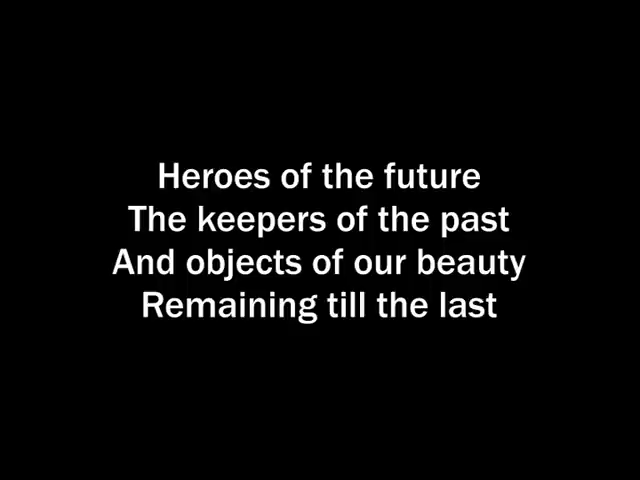 Heroes of the future
The keepers of the past
And objects of our beauty
Remaining till the last